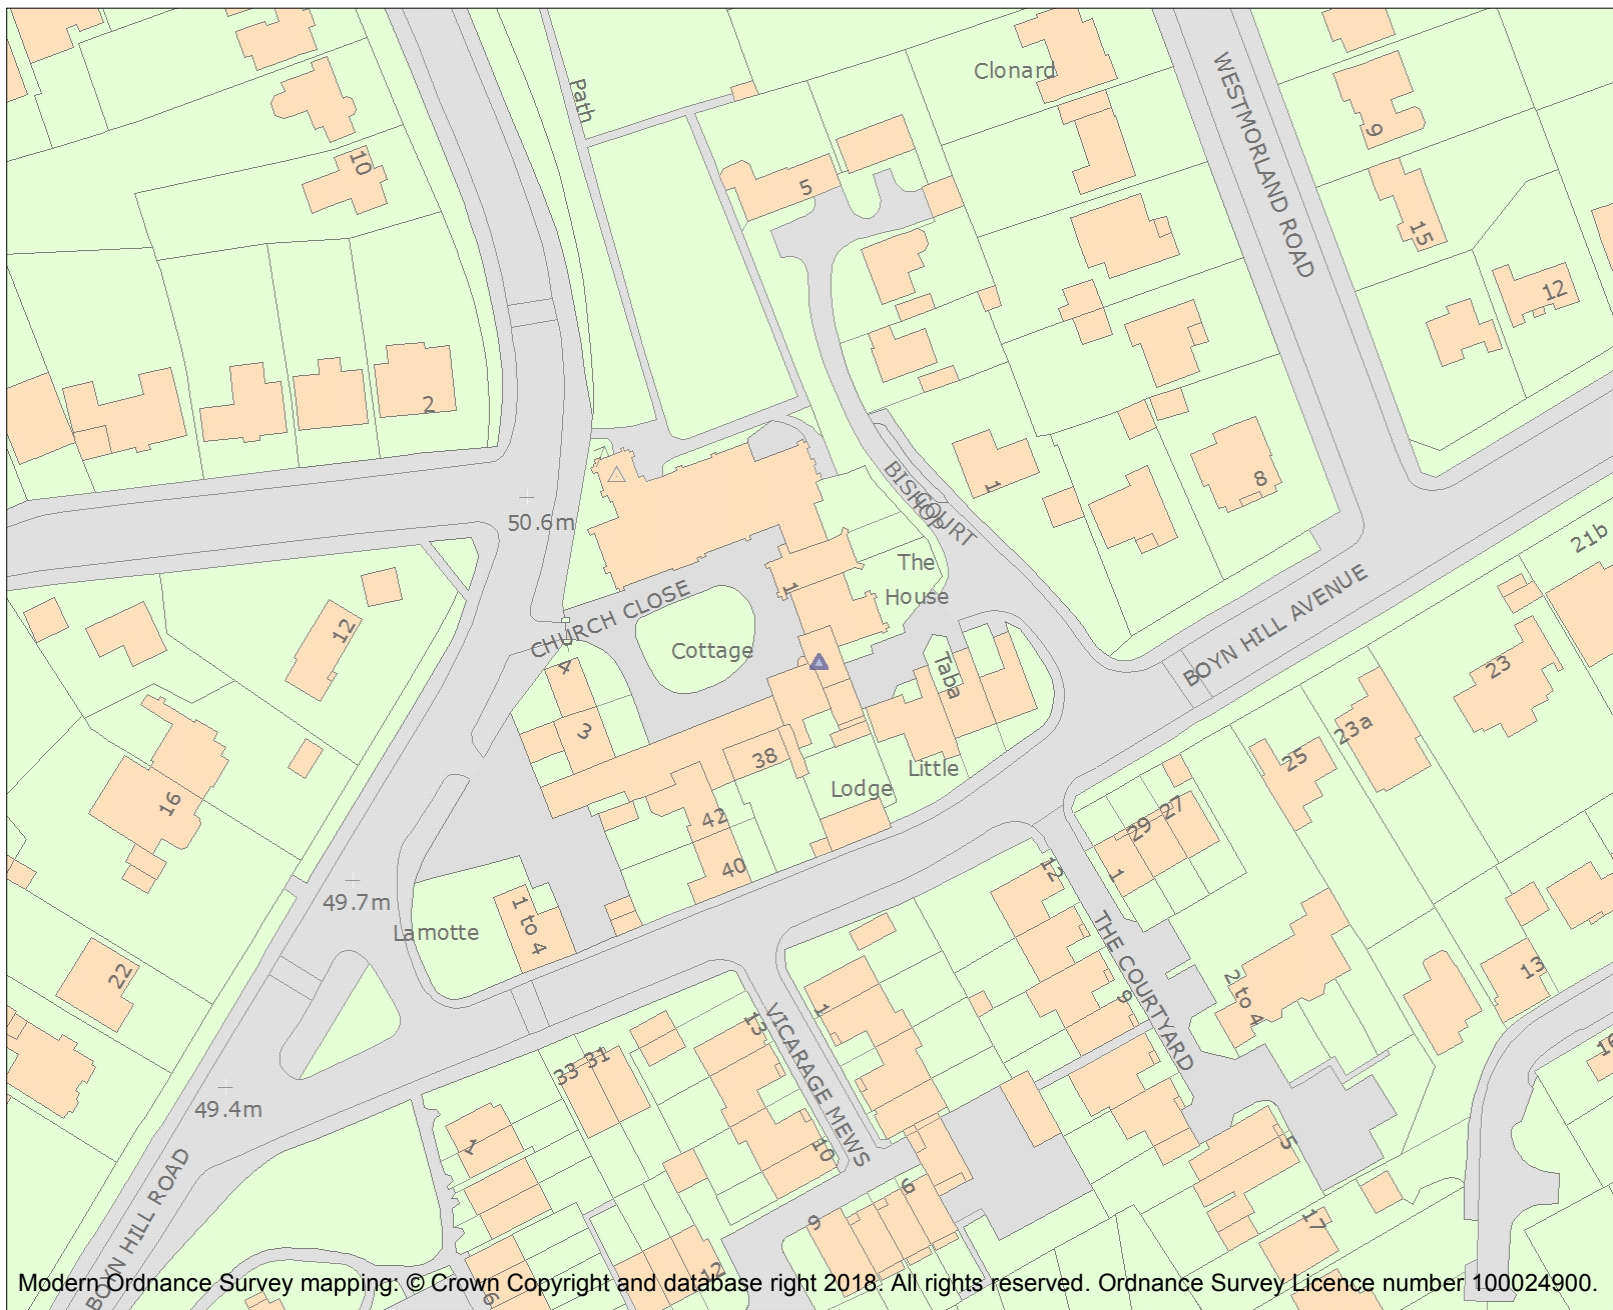 Path
Clonard
WESTMORLAND ROAD
9
10
5
15
12
2
1
8
50.6m
BISHOP
COURT
The
House
21b
CHURCH CLOSE
1
BOYN HILL AVENUE
12
Cottage
4
Taba
23
3
23a
38
25
16
Little
Lodge
42
29
27
40
12
1
49.7m
Lamotte
1 to 4
THE COURTYARD
22
13
2 to 4
9
1
13
VICARAGE MEWS
33
31
16
49.4m
1
10
5
BOYN HILL ROAD
6
9
17
12
6
Modern Ordnance Survey mapping: © Crown Copyright and database right 2018. All rights reserved. Ordnance Survey Licence number 100024900.